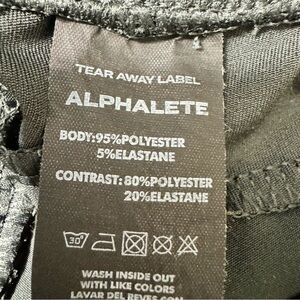 TEAR AWAY LABEL
ALPHALETE
BODY:95%POLYESTER
5%ELASTANE
CONTRAST: 80%POLYESTER
20%ELASTANE
30°
WASH INSIDE OUT
WITH LIKE COLORS
LAVAR DEL REVES CON